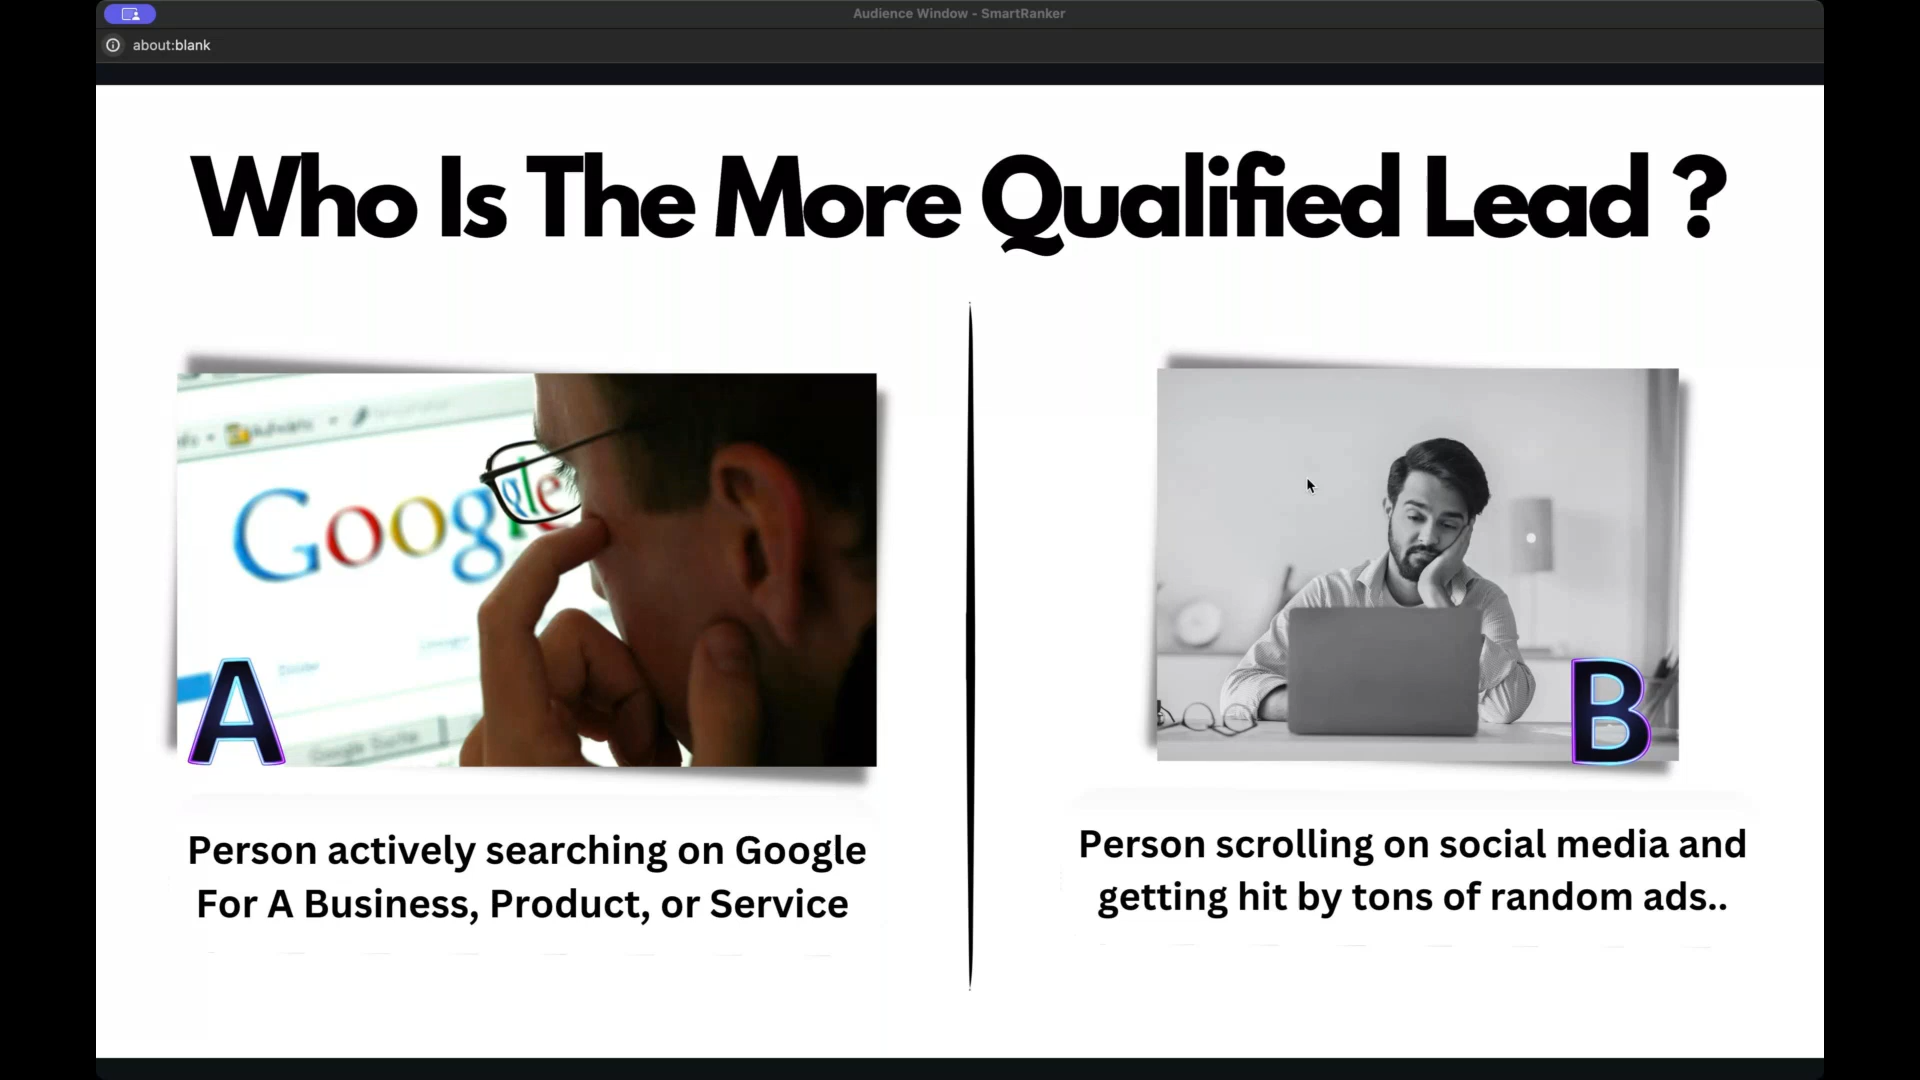 Audience Window - SmartRanker
about:blank
Who Is The More Qualified Lead ?
Google
A
B
Person actively searching on Google
For A Business, Product, or Service
Person scrolling on social media and
getting hit by tons of random ads..